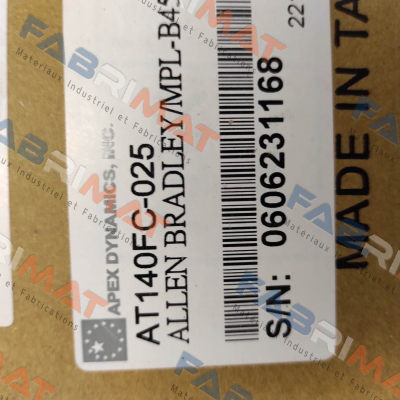 APEX DYNAMICS, INC.
AT140FC-025
ALLEN BRADLEY/MPL-B45
S/N: 0606231168
22
MADE IN TA
FABRIMAT
Materiaux Industriel et Fabrications